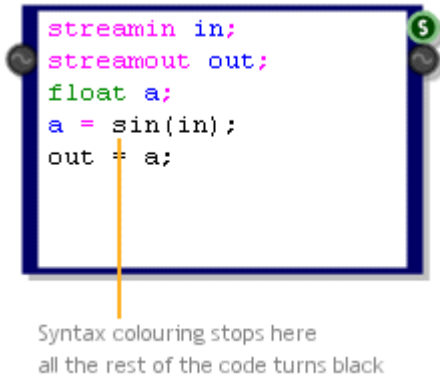 streamin in;
streamout out;
float a;
a = sin(in);
out = a;
S
Syntax colouring stops here
all the rest of the code turns black